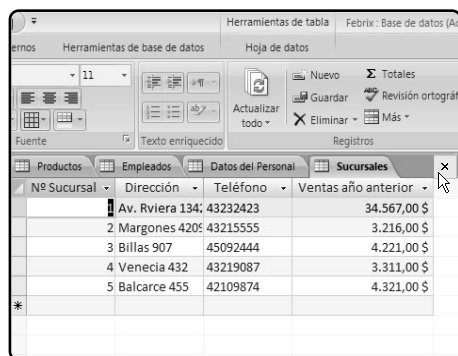 Herramientas de tabla Febrix : Base de datos (Ac
ernos Herramientas de base de datos Hoja de datos
11
Nuevo Σ Totales
Guardar ABC Revisión ortográf
Actualizar todo Eliminar Más
Fuente Texto enriquecido Registros
Productos Empleados Datos del Personal Sucursales
Nº Sucursal Dirección Teléfono Ventas año anterior
1 Av. Rviera 1342 43232423 34.567,00 $
2 Margones 4209 43215555 3.216,00 $
3 Billas 907 45092444 4.221,00 $
4 Venecia 432 43219087 3.311,00 $
5 Balcarce 455 42109874 4.321,00 $